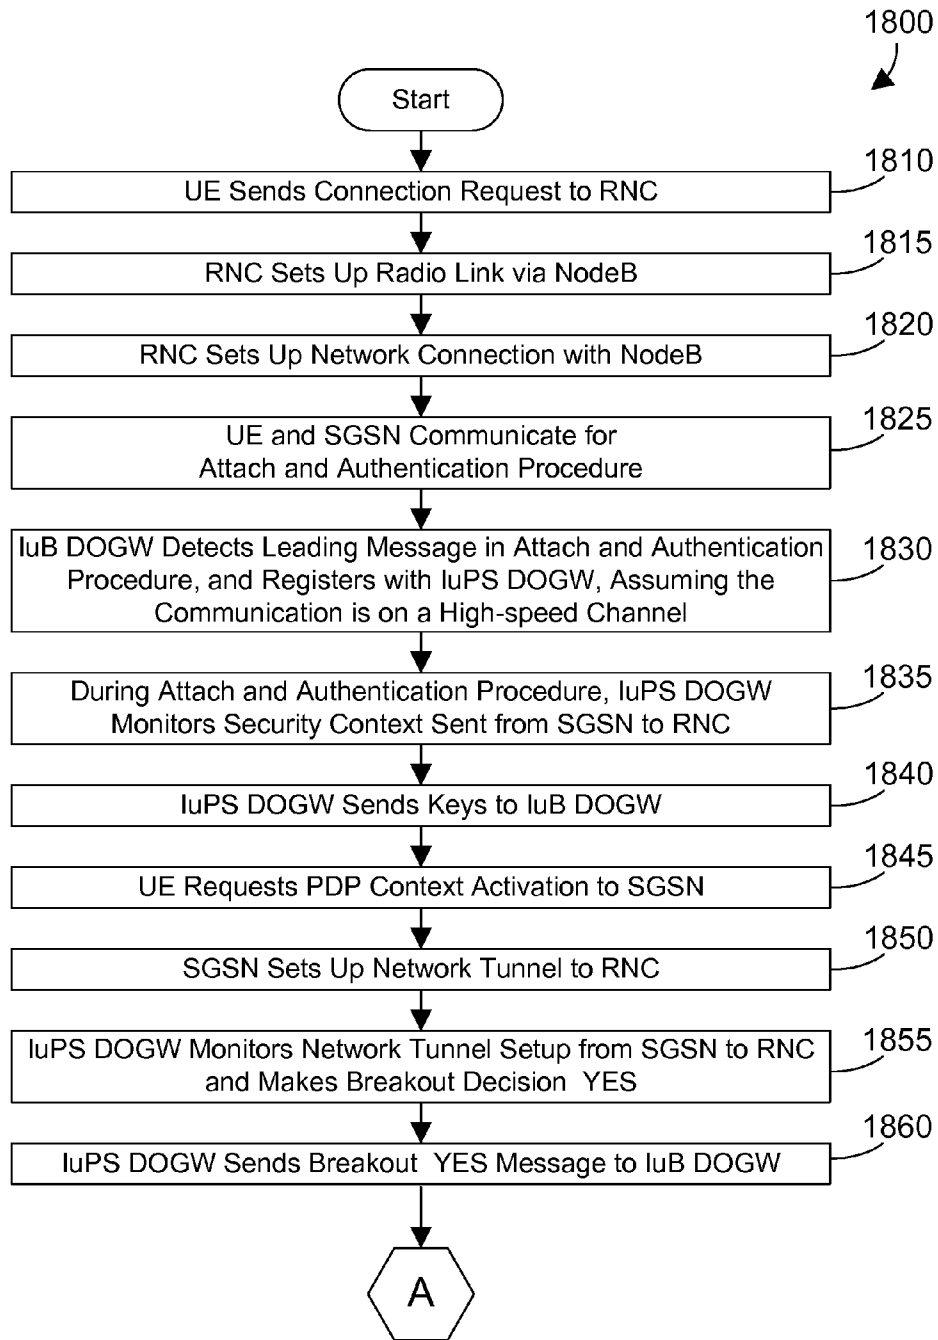 1800
Start
1810
UE Sends Connection Request to RNC
1815
RNC Sets Up Radio Link via NodeB
1820
RNC Sets Up Network Connection with NodeB
1825
UE and SGSN Communicate for
Attach and Authentication Procedure
IuB DOGW Detects Leading Message in Attach and Authentication
1830
Procedure, and Registers with IuPS DOGW, Assuming the
Communication is on a High-speed Channel
1835
During Attach and Authentication Procedure, IuPS DOGW
Monitors Security Context Sent from SGSN to RNC
1840
IuPS DOGW Sends Keys to IuB DOGW
1845
UE Requests PDP Context Activation to SGSN
1850
SGSN Sets Up Network Tunnel to RNC
1855
IuPS DOGW Monitors Network Tunnel Setup from SGSN to RNC
and Makes Breakout Decision YES
1860
IuPS DOGW Sends Breakout YES Message to IuB DOGW
A